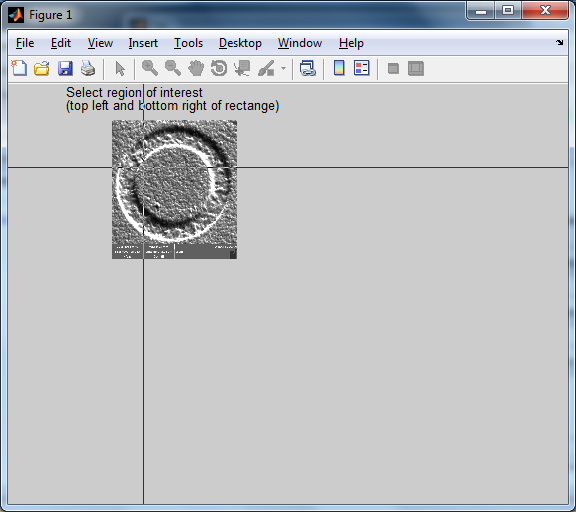 Figure 1
File Edit View Insert Tools Desktop Window Help
Select region of interest
(top left and bottom right of rectange)